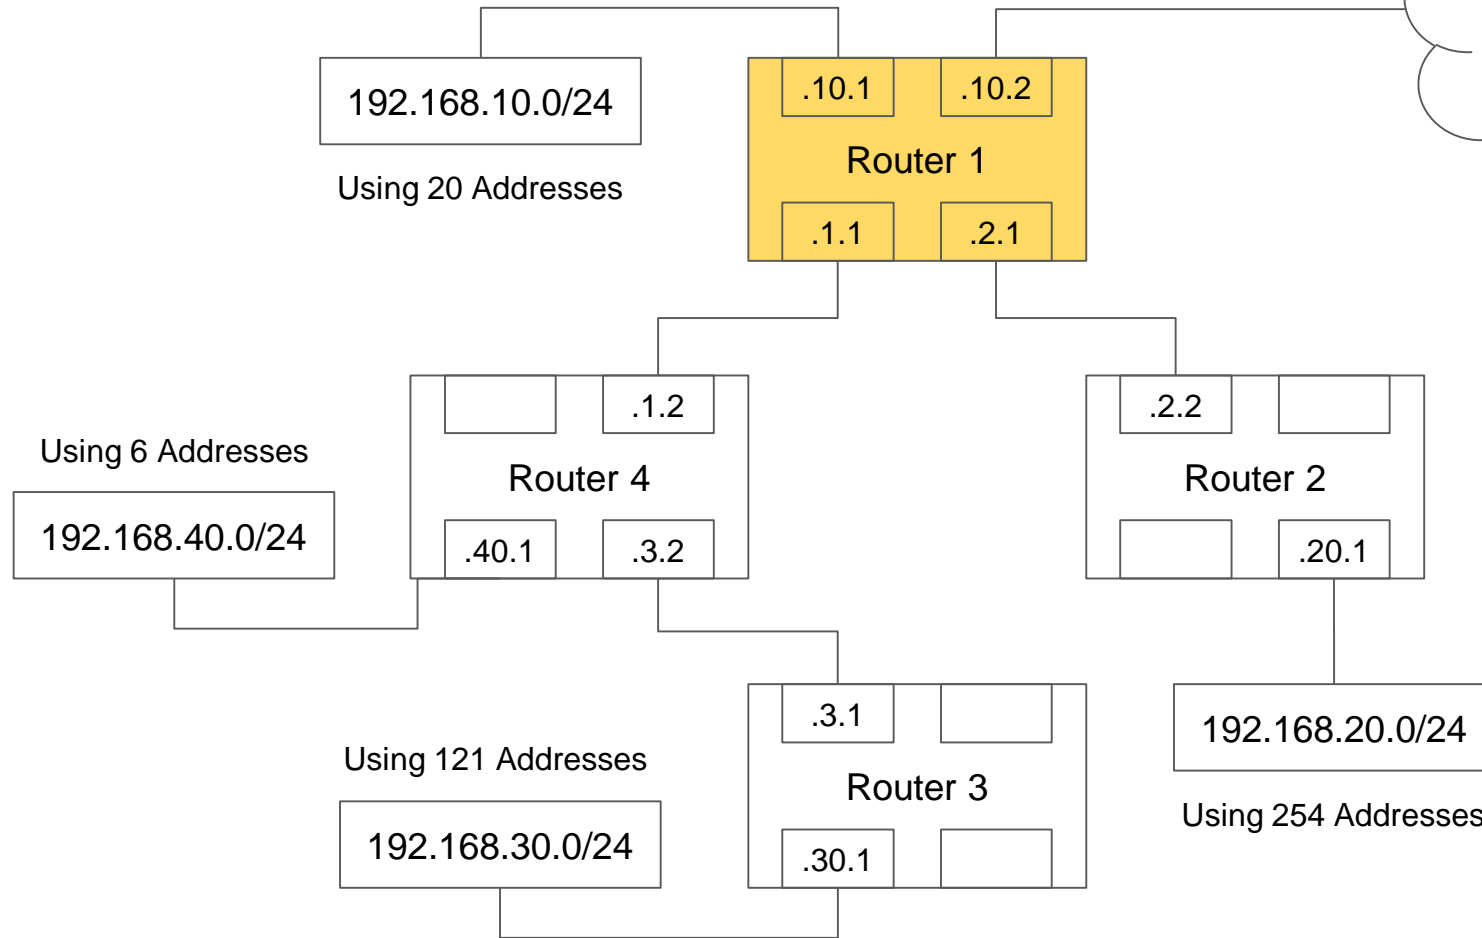 .10.1
.10.2
192.168.10.0/24
Router 1
Using 20 Addresses
.1.1
.2.1
.1.2
.2.2
Using 6 Addresses
Router 4
Router 2
192.168.40.0/24
.40.1
.3.2
.20.1
.3.1
192.168.20.0/24
Using 121 Addresses
Router 3
Using 254 Addresses
192.168.30.0/24
.30.1